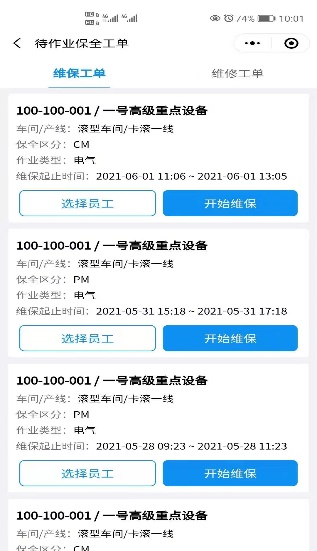 74% 10:01
待作业保全工单
维保工单 维修工单
100-100-001 / 一号高级重点设备
车间/产线：滚型车间/卡滚一线
保全区分：CM
作业类型：电气
维保起止时间：2021-06-01 11:06 ~ 2021-06-01 13:05
选择员工 开始维保
100-100-001 / 一号高级重点设备
车间/产线：滚型车间/卡滚一线
保全区分：PM
作业类型：电气
维保起止时间：2021-05-31 15:18 ~ 2021-05-31 17:18
选择员工 开始维保
100-100-001 / 一号高级重点设备
车间/产线：滚型车间/卡滚一线
保全区分：PM
作业类型：电气
维保起止时间：2021-05-28 09:23 ~ 2021-05-28 11:23
选择员工 开始维保
100-100-001 / 一号高级重点设备
车间/产线：滚型车间/卡滚一线
保全区分：CM